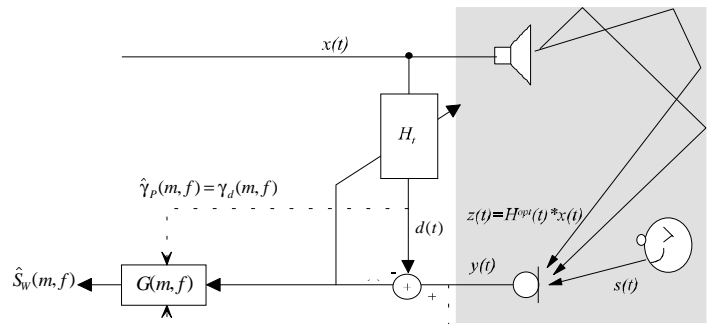 x(t)
H_t
γ̂_P(m,f)=γ_d(m,f)
z(t)=H^opt(t)*x(t)
d(t)
Ŝ_W(m,f)
G(m,f)
-
+
+
y(t)
s(t)